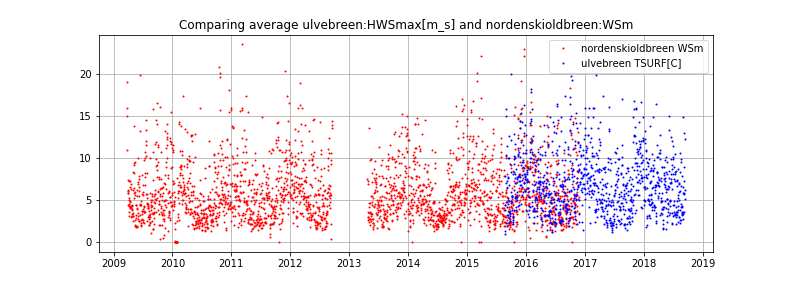 Comparing average ulvebreen:HWSmax[m_s] and nordenskioldbreen:WSm
nordenskioldbreen WSm
ulvebreen TSURF[C]
20
15
10
5
0
2009 2010 2011 2012 2013 2014 2015 2016 2017 2018 2019